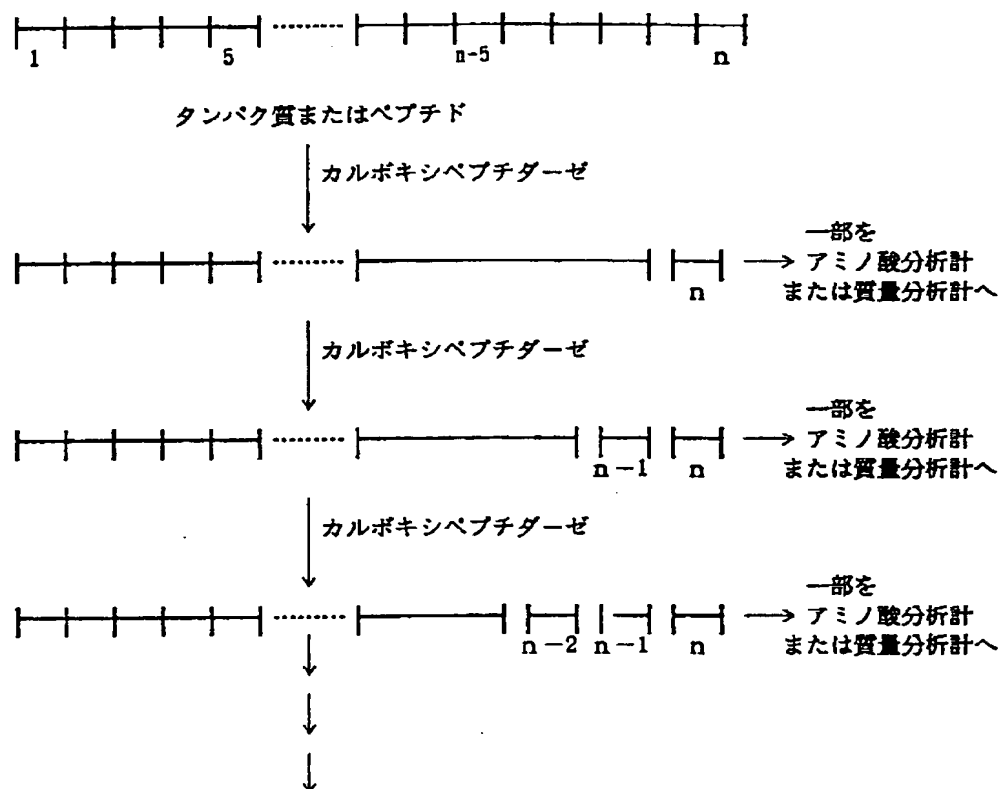 1 5 n-5 n
タンパク質またはペプチド
カルボキシペプチダーゼ
一部を
アミノ酸分析計
または質量分析計へ
n
カルボキシペプチダーゼ
一部を
アミノ酸分析計
または質量分析計へ
n-1 n
カルボキシペプチダーゼ
一部を
アミノ酸分析計
または質量分析計へ
n-2 n-1 n